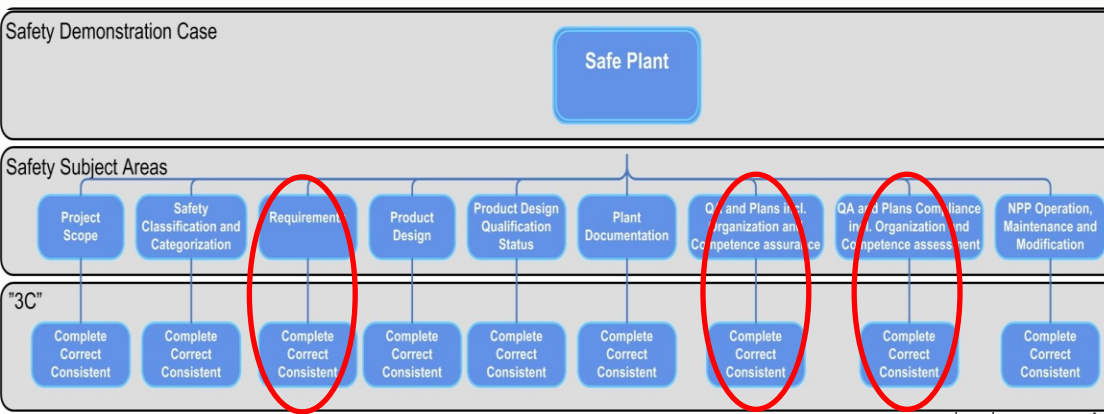 Safety Demonstration Case
Safe Plant
Safety Subject Areas
Project
Scope
Safety
Classification and
Categorization
Requirements
Product
Design
Product Design
Qualification
Status
Plant
Documentation
QA and Plans incl.
Organization and
Competence assurance
QA and Plans Compliance
incl. Organization and
Competence assessment
NPP Operation,
Maintenance and
Modification
"3C"
Complete
Correct
Consistent
Complete
Correct
Consistent
Complete
Correct
Consistent
Complete
Correct
Consistent
Complete
Correct
Consistent
Complete
Correct
Consistent
Complete
Correct
Consistent
Complete
Correct
Consistent
Complete
Correct
Consistent